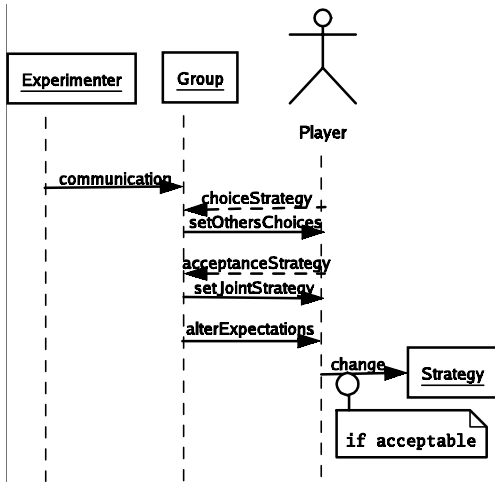 Experimenter
Group
Player
communication
choiceStrategy
setOthersChoices
acceptanceStrategy
setJointStrategy
alterExpectations
change
Strategy
if acceptable